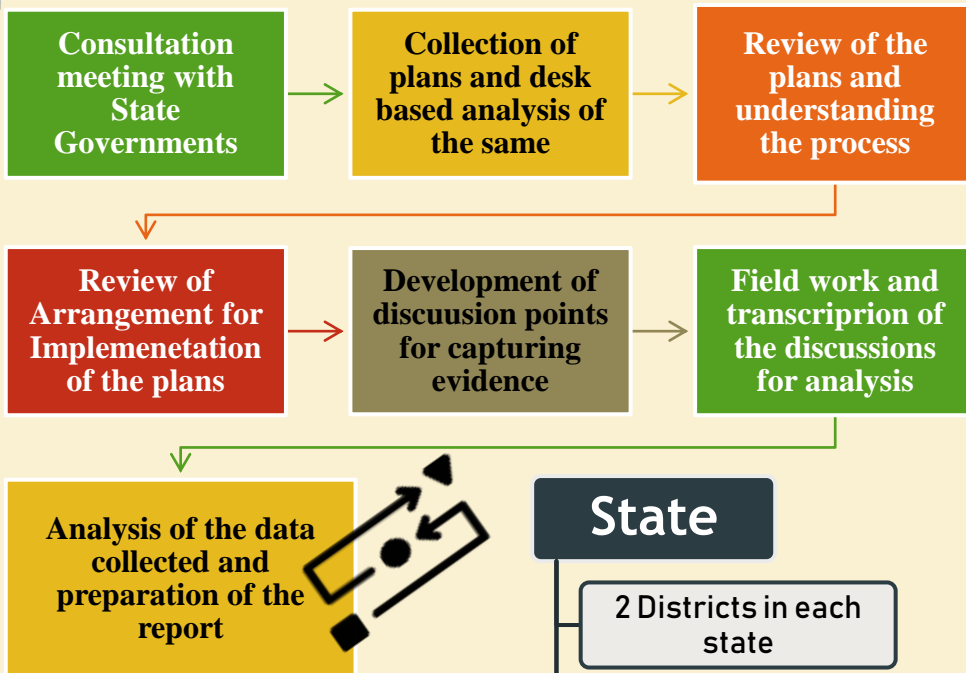 Consultation
meeting with
State
Governments
Collection of
plans and desk
based analysis of
the same
Review of the
plans and
understanding
the process
Review of
Arrangement for
Implemenetation
of the plans
Development of
discuusion points
for capturing
evidence
Field work and
transcriprion of
the discussions
for analysis
Analysis of the data
collected and
preparation of the
report
State
2 Districts in each
state